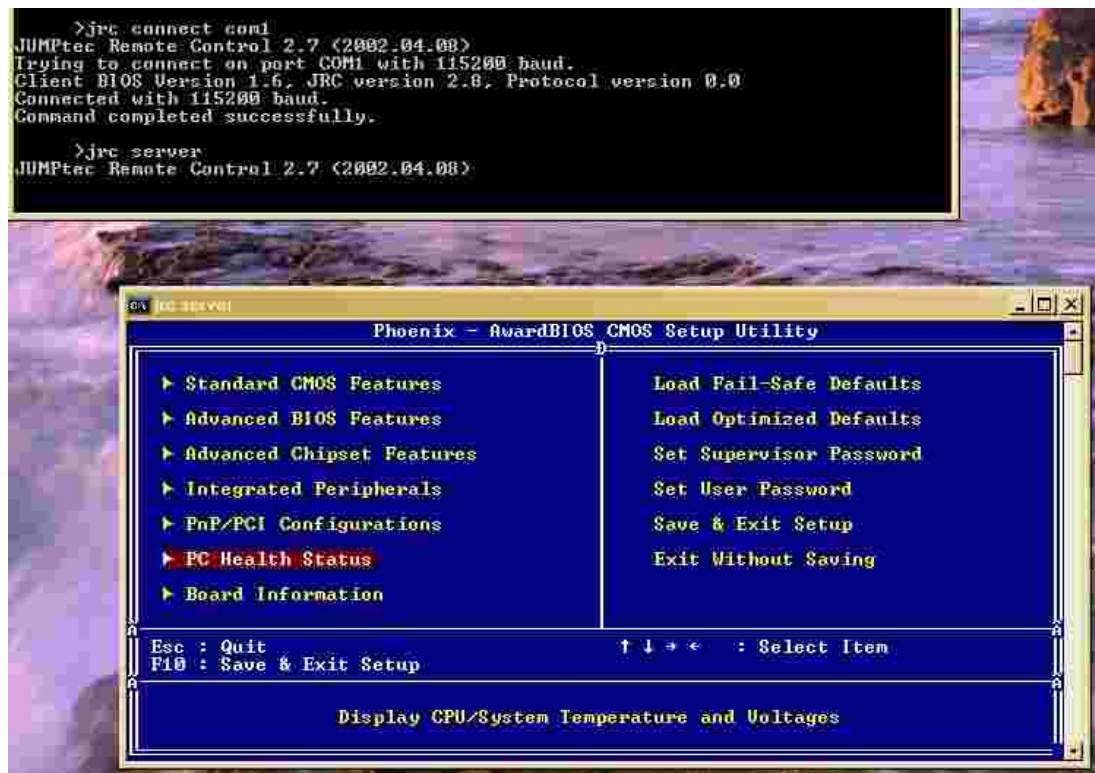 >jrc connect com1
JUMPtec Remote Control 2.7 (2002.04.08)
Trying to connect on port COM1 with 115200 baud.
Client BIOS Version 1.6, JRC version 2.8, Protocol version 0.0
Connected with 115200 baud.
Command completed successfully.
>jrc server
JUMPtec Remote Control 2.7 (2002.04.08)
jrc server
Phoenix - AwardBIOS CMOS Setup Utility
Standard CMOS Features
Advanced BIOS Features
Advanced Chipset Features
Integrated Peripherals
PnP/PCI Configurations
PC Health Status
Board Information
Load Fail-Safe Defaults
Load Optimized Defaults
Set Supervisor Password
Set User Password
Save & Exit Setup
Exit Without Saving
Esc : Quit
F10 : Save & Exit Setup
↑ ↓ → ← : Select Item
Display CPU/System Temperature and Voltages